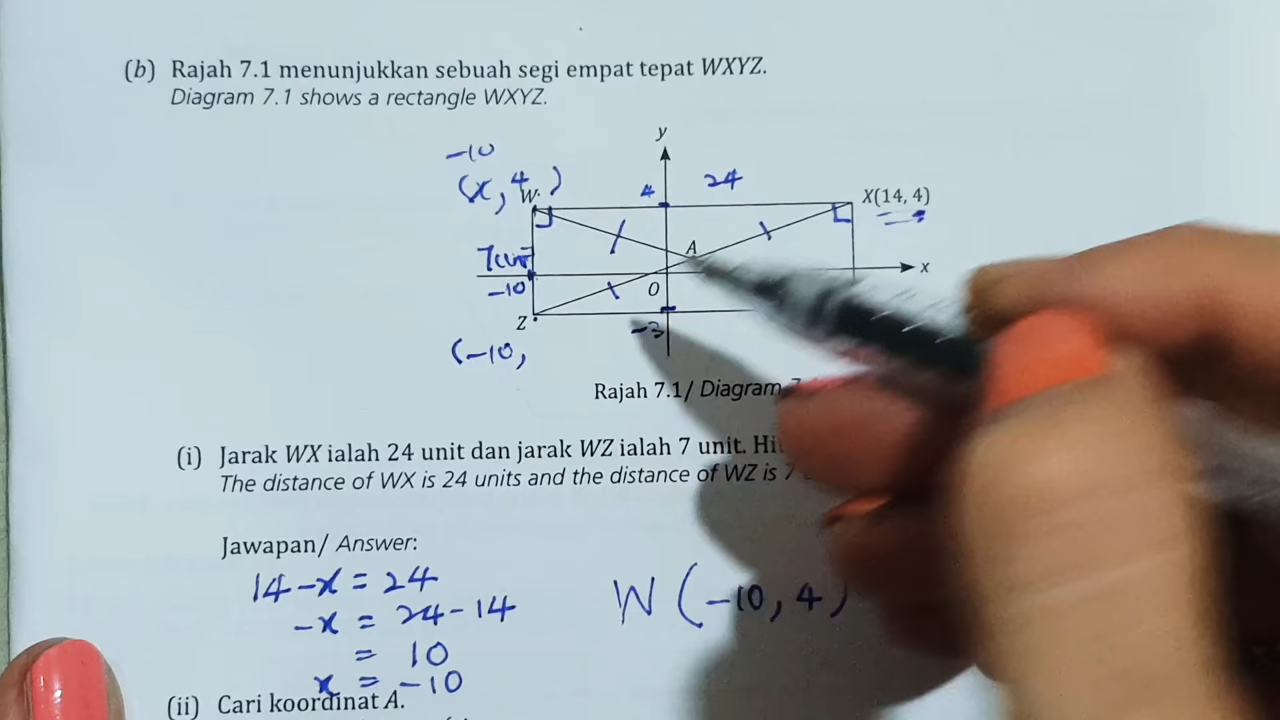 (b) Rajah 7.1 menunjukkan sebuah segi empat tepat WXYZ.
Diagram 7.1 shows a rectangle WXYZ.
y
-10
(x, 4)
W
4
24
X(14, 4)
7unit
A
x
-10
O
Z
-3
(-10,
Rajah 7.1/ Diagram
(i) Jarak WX ialah 24 unit dan jarak WZ ialah 7 unit.
The distance of WX is 24 units and the distance of WZ is 7
Jawapan/ Answer:
14 - x = 24
-x = 24 - 14
= 10
x = -10
W (-10, 4)
(ii) Cari koordinat A.